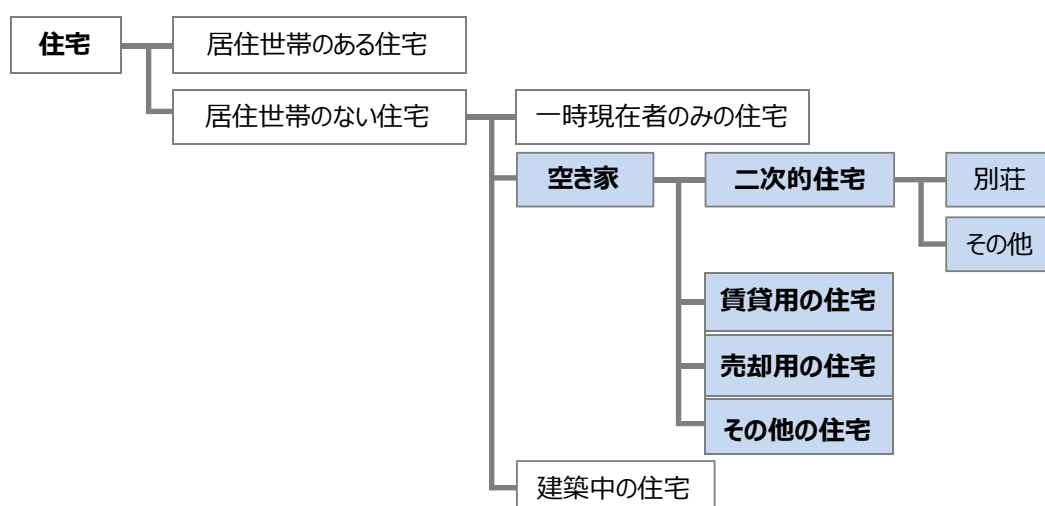 住宅
居住世帯のある住宅
居住世帯のない住宅
一時現在者のみの住宅
空き家
二次的住宅
別荘
その他
賃貸用の住宅
売却用の住宅
その他の住宅
建築中の住宅